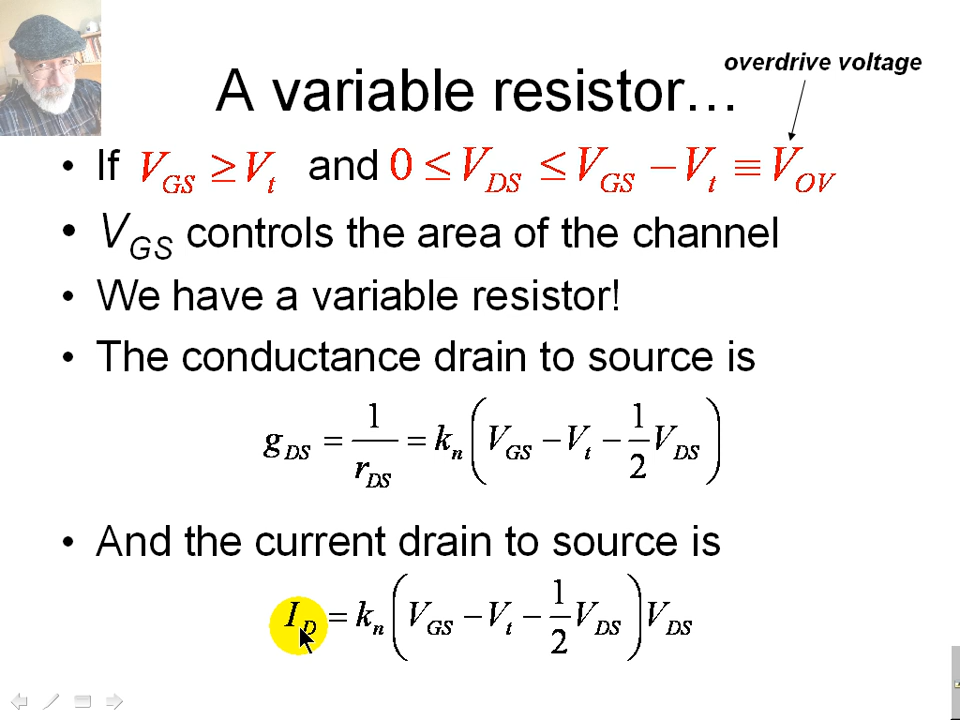 overdrive voltage
A variable resistor...
• If V_GS ≥ V_t and 0 ≤ V_DS ≤ V_GS − V_t ≡ V_OV
• V_GS controls the area of the channel
• We have a variable resistor!
• The conductance drain to source is
g_DS = 1/r_DS = k_n (V_GS − V_t − 1/2 V_DS)
• And the current drain to source is
I_D = k_n (V_GS − V_t − 1/2 V_DS) V_DS